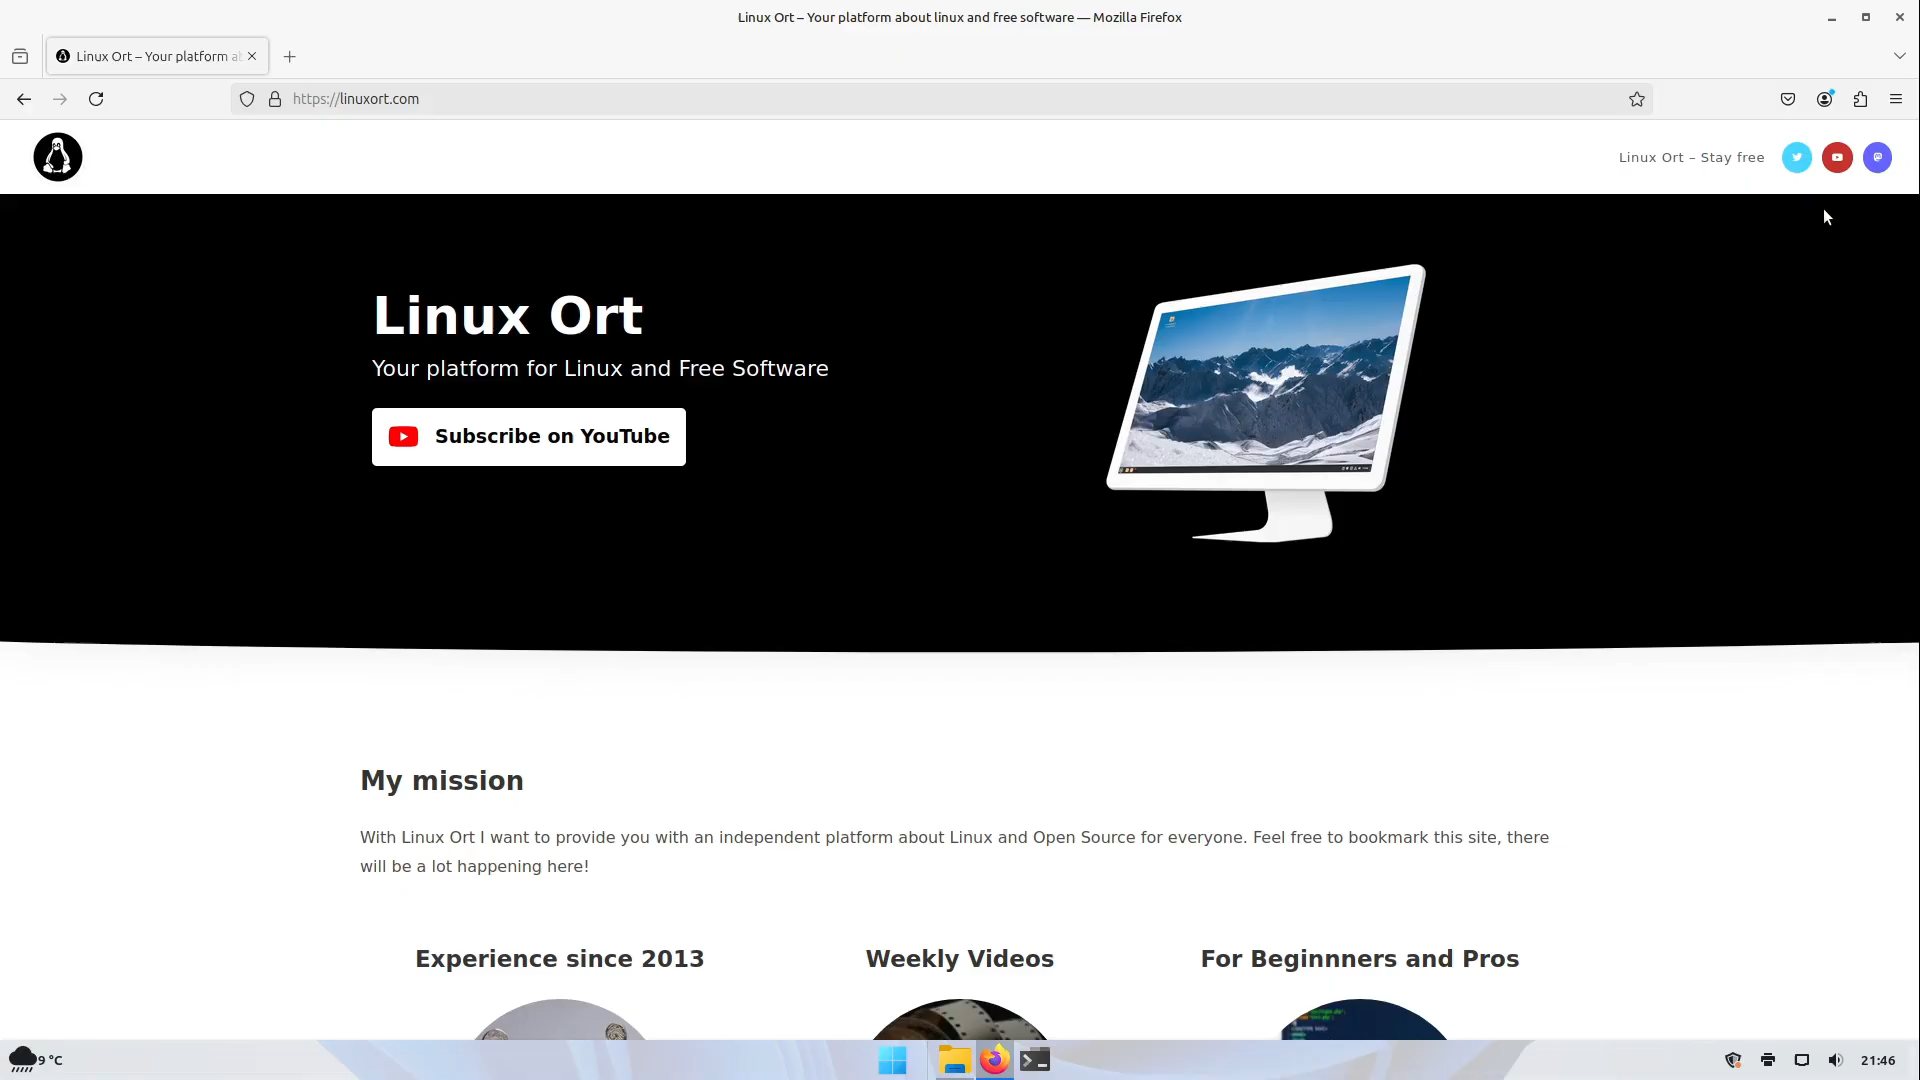 Linux Ort – Your platform about linux and free software — Mozilla Firefox
Linux Ort – Your platform a
https://linuxort.com
Linux Ort – Stay free
Linux Ort
Your platform for Linux and Free Software
Subscribe on YouTube
My mission
With Linux Ort I want to provide you with an independent platform about Linux and Open Source for everyone. Feel free to bookmark this site, there
will be a lot happening here!
Experience since 2013
Weekly Videos
For Beginnners and Pros
9 °C
21:46